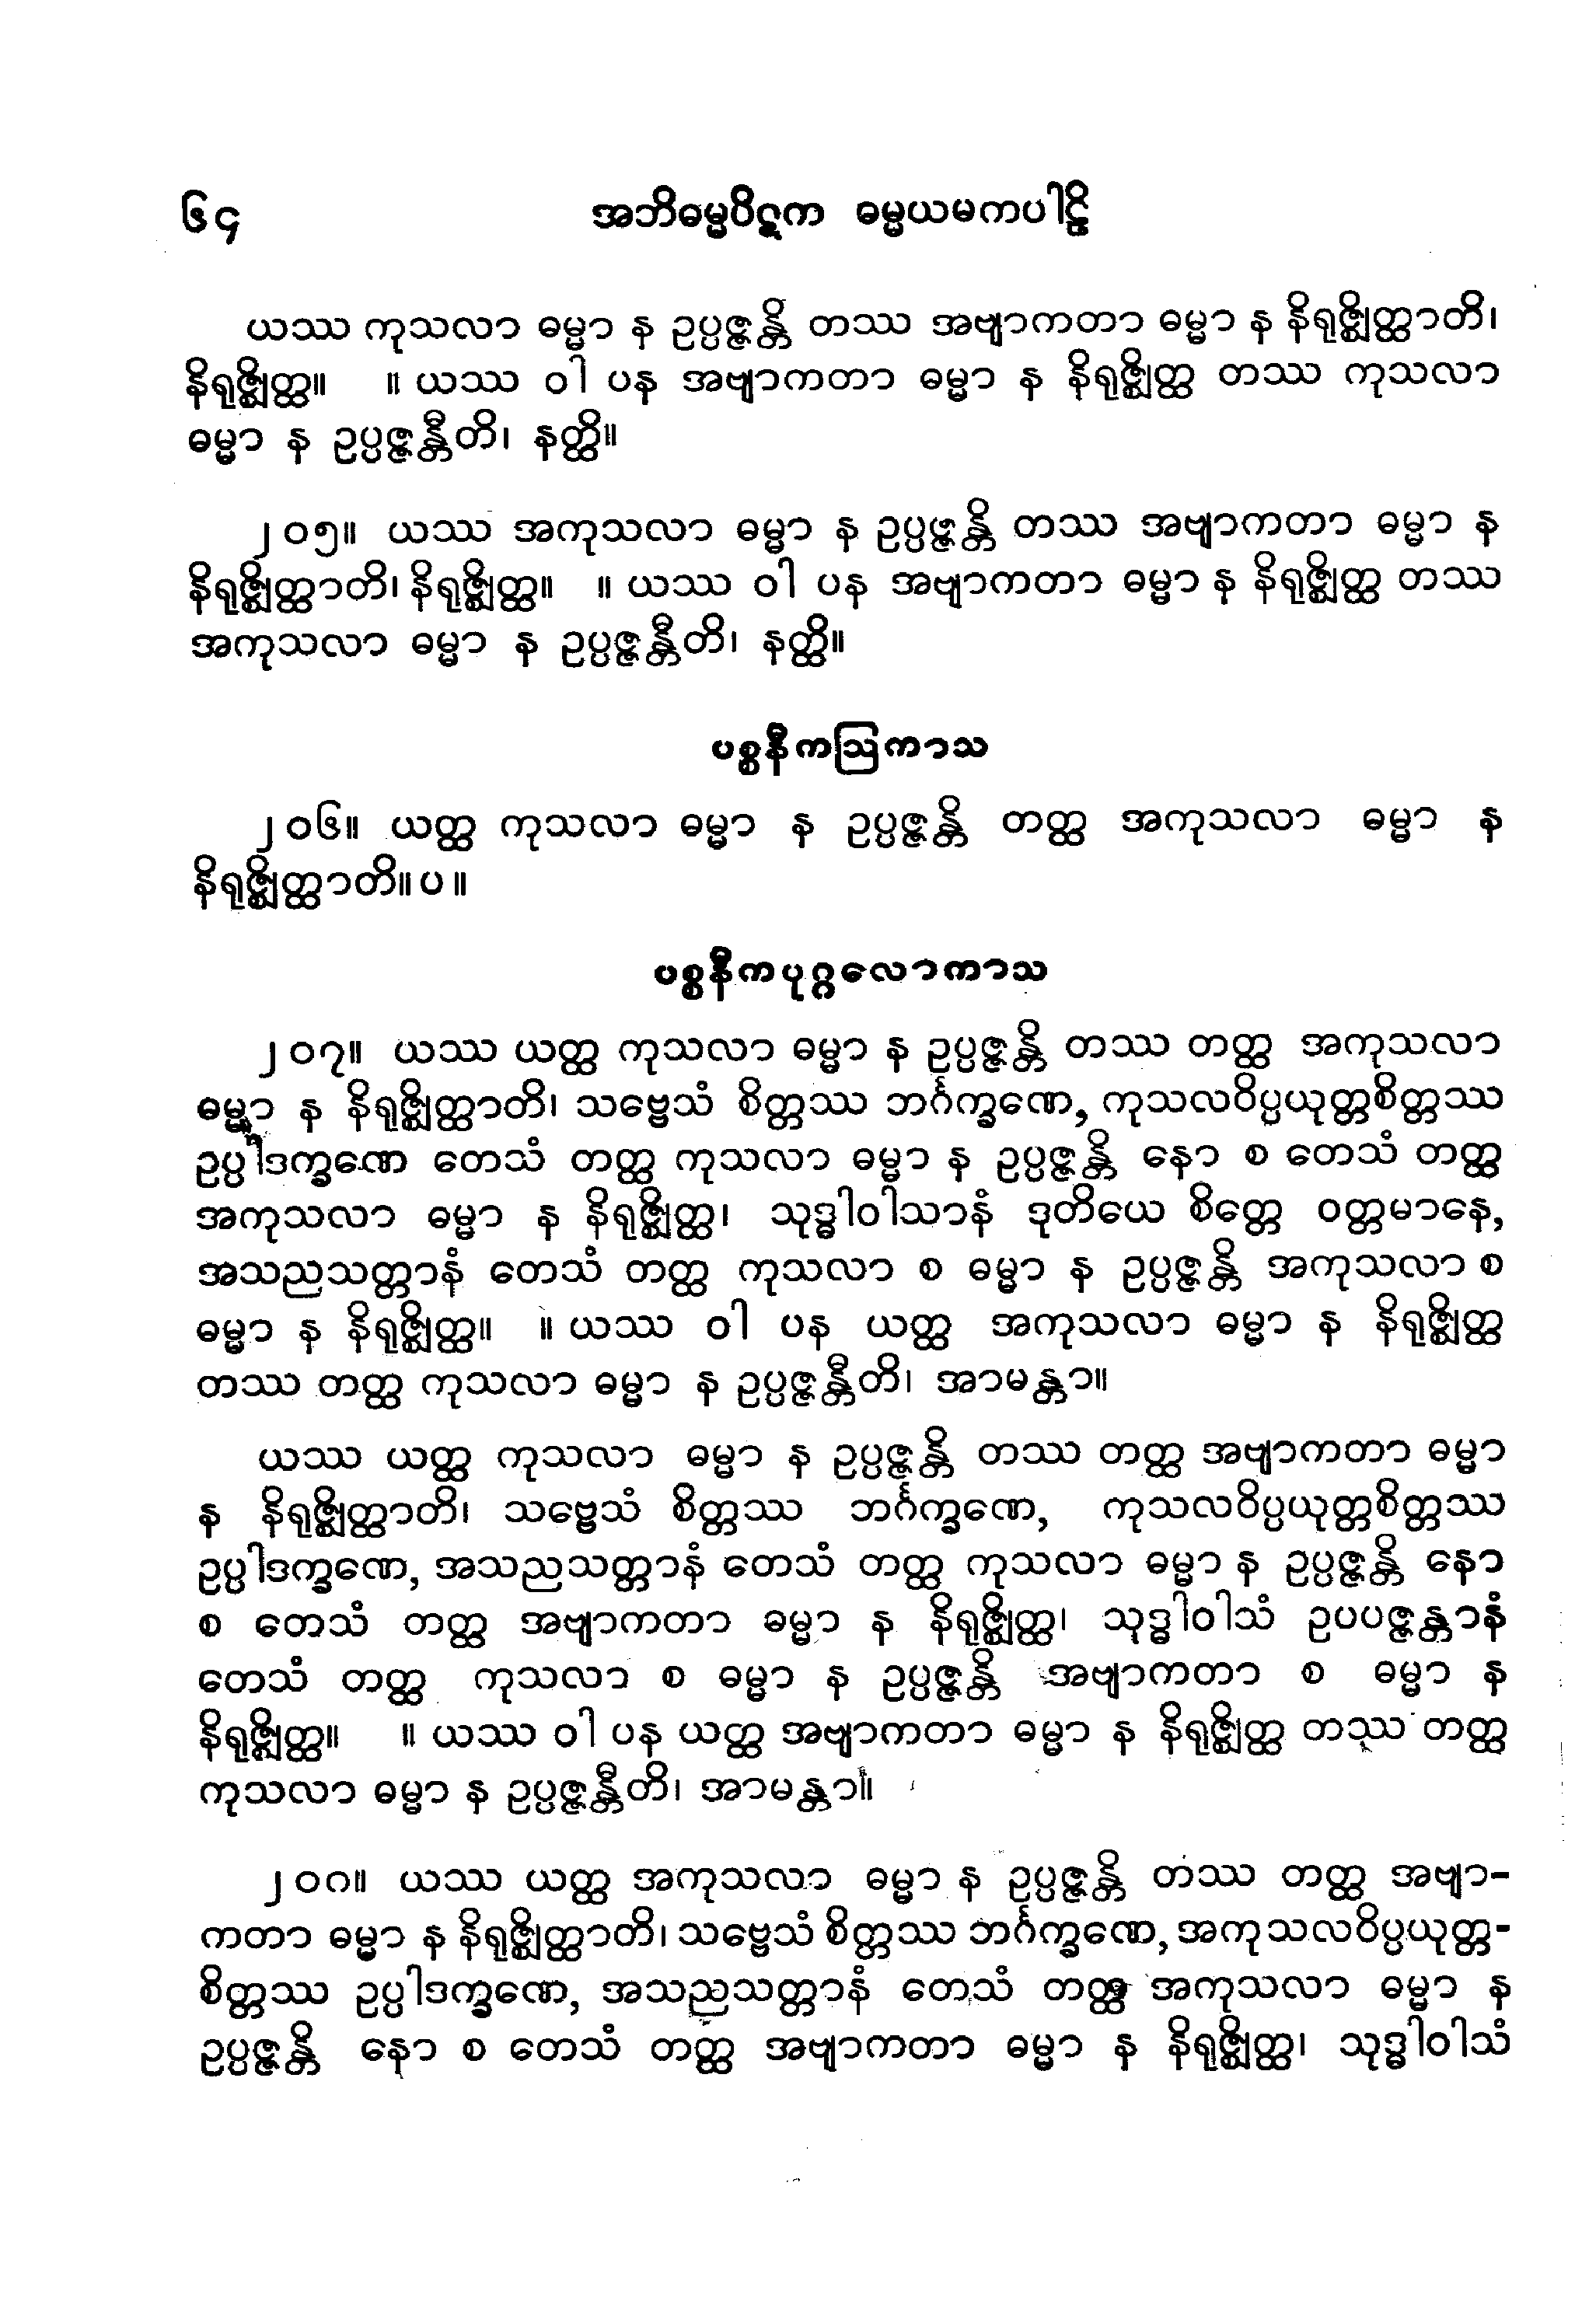 ၆၄ အဘိဓမ္မပိဋက ဓမ္မယမကပါဠိ
ယဿ ကုသလာ ဓမ္မာ န ဥပ္ပဇ္ဇန္တိ တဿ အဗျာကတာ ဓမ္မာ န နိရုဇ္ဈိတ္ထာတိ၊
နိရုဇ္ဈိတ္ထ။ ။ ယဿ ဝါ ပန အဗျာကတာ ဓမ္မာ န နိရုဇ္ဈိတ္ထ တဿ ကုသလာ
ဓမ္မာ န ဥပ္ပဇ္ဇန္တီတိ၊ နတ္ထိ။
၂၀၅။ ယဿ အကုသလာ ဓမ္မာ န ဥပ္ပဇ္ဇန္တိ တဿ အဗျာကတာ ဓမ္မာ န
နိရုဇ္ဈိတ္ထာတိ၊ နိရုဇ္ဈိတ္ထ။ ။ ယဿ ဝါ ပန အဗျာကတာ ဓမ္မာ န နိရုဇ္ဈိတ္ထ တဿ
အကုသလာ ဓမ္မာ န ဥပ္ပဇ္ဇန္တီတိ၊ နတ္ထိ။
ပစ္စနီကဩကာသ
၂၀၆။ ယတ္ထ ကုသလာ ဓမ္မာ န ဥပ္ပဇ္ဇန္တိ တတ္ထ အကုသလာ ဓမ္မာ န
နိရုဇ္ဈိတ္ထာတိ။ ပ ။
ပစ္စနီကပုဂ္ဂလောကာသ
၂၀၇။ ယဿ ယတ္ထ ကုသလာ ဓမ္မာ န ဥပ္ပဇ္ဇန္တိ တဿ တတ္ထ အကုသလာ
ဓမ္မာ န နိရုဇ္ဈိတ္ထာတိ၊ သဗ္ဗေသံ စိတ္တဿ ဘင်္ဂက္ခဏေ, ကုသလဝိပ္ပယုတ္တစိတ္တဿ
ဥပ္ပါဒက္ခဏေ တေသံ တတ္ထ ကုသလာ ဓမ္မာ န ဥပ္ပဇ္ဇန္တိ နော စ တေသံ တတ္ထ
အကုသလာ ဓမ္မာ န နိရုဇ္ဈိတ္ထ၊ သုဒ္ဓါဝါသာနံ ဒုတိယေ စိတ္တေ ဝတ္တမာနေ,
အသညသတ္တာနံ တေသံ တတ္ထ ကုသလာ စ ဓမ္မာ န ဥပ္ပဇ္ဇန္တိ အကုသလာ စ
ဓမ္မာ န နိရုဇ္ဈိတ္ထ။ ။ ယဿ ဝါ ပန ယတ္ထ အကုသလာ ဓမ္မာ န နိရုဇ္ဈိတ္ထ
တဿ တတ္ထ ကုသလာ ဓမ္မာ န ဥပ္ပဇ္ဇန္တီတိ၊ အာမန္တာ။
ယဿ ယတ္ထ ကုသလာ ဓမ္မာ န ဥပ္ပဇ္ဇန္တိ တဿ တတ္ထ အဗျာကတာ ဓမ္မာ
န နိရုဇ္ဈိတ္ထာတိ၊ သဗ္ဗေသံ စိတ္တဿ ဘင်္ဂက္ခဏေ, ကုသလဝိပ္ပယုတ္တစိတ္တဿ
ဥပ္ပါဒက္ခဏေ, အသညသတ္တာနံ တေသံ တတ္ထ ကုသလာ ဓမ္မာ န ဥပ္ပဇ္ဇန္တိ နော
စ တေသံ တတ္ထ အဗျာကတာ ဓမ္မာ န နိရုဇ္ဈိတ္ထ၊ သုဒ္ဓါဝါသံ ဥပပဇ္ဇန္တာနံ
တေသံ တတ္ထ ကုသလာ စ ဓမ္မာ န ဥပ္ပဇ္ဇန္တိ အဗျာကတာ စ ဓမ္မာ န
နိရုဇ္ဈိတ္ထ။ ။ ယဿ ဝါ ပန ယတ္ထ အဗျာကတာ ဓမ္မာ န နိရုဇ္ဈိတ္ထ တဿ တတ္ထ
ကုသလာ ဓမ္မာ န ဥပ္ပဇ္ဇန္တီတိ၊ အာမန္တာ။
၂၀၈။ ယဿ ယတ္ထ အကုသလာ ဓမ္မာ န ဥပ္ပဇ္ဇန္တိ တဿ တတ္ထ အဗျာ-
ကတာ ဓမ္မာ န နိရုဇ္ဈိတ္ထာတိ၊ သဗ္ဗေသံ စိတ္တဿ ဘင်္ဂက္ခဏေ, အကုသလဝိပ္ပယုတ္တ-
စိတ္တဿ ဥပ္ပါဒက္ခဏေ, အသညသတ္တာနံ တေသံ တတ္ထ အကုသလာ ဓမ္မာ န
ဥပ္ပဇ္ဇန္တိ နော စ တေသံ တတ္ထ အဗျာကတာ ဓမ္မာ န နိရုဇ္ဈိတ္ထ၊ သုဒ္ဓါဝါသံ